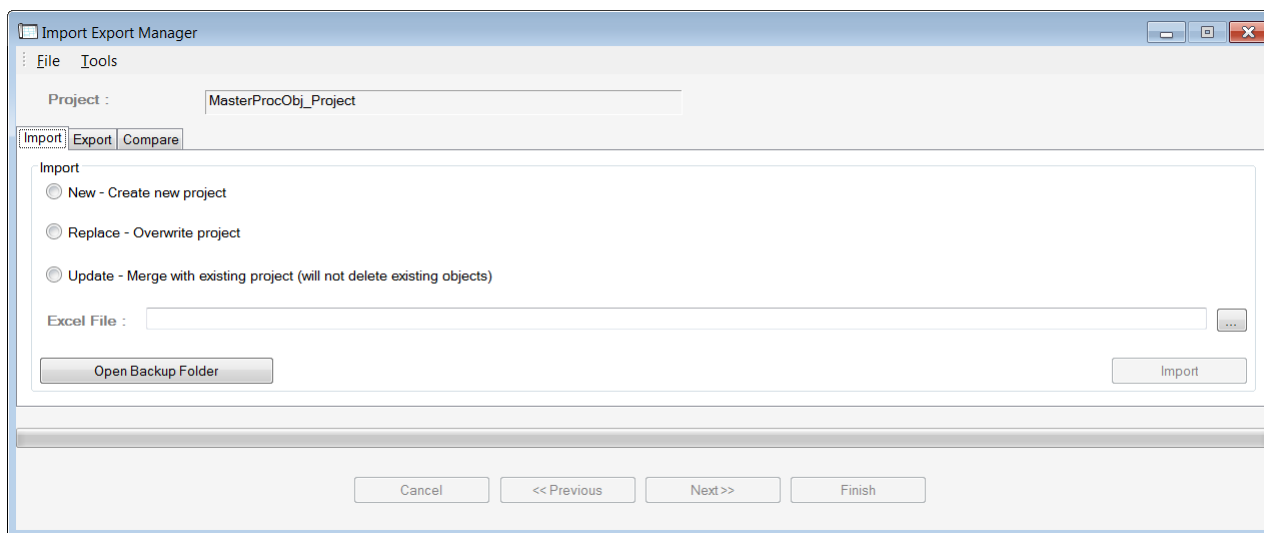 Import Export Manager
File Tools
Project : MasterProcObj_Project
Import Export Compare
Import
New - Create new project
Replace - Overwrite project
Update - Merge with existing project (will not delete existing objects)
Excel File : ...
Open Backup Folder Import
Cancel << Previous Next >> Finish